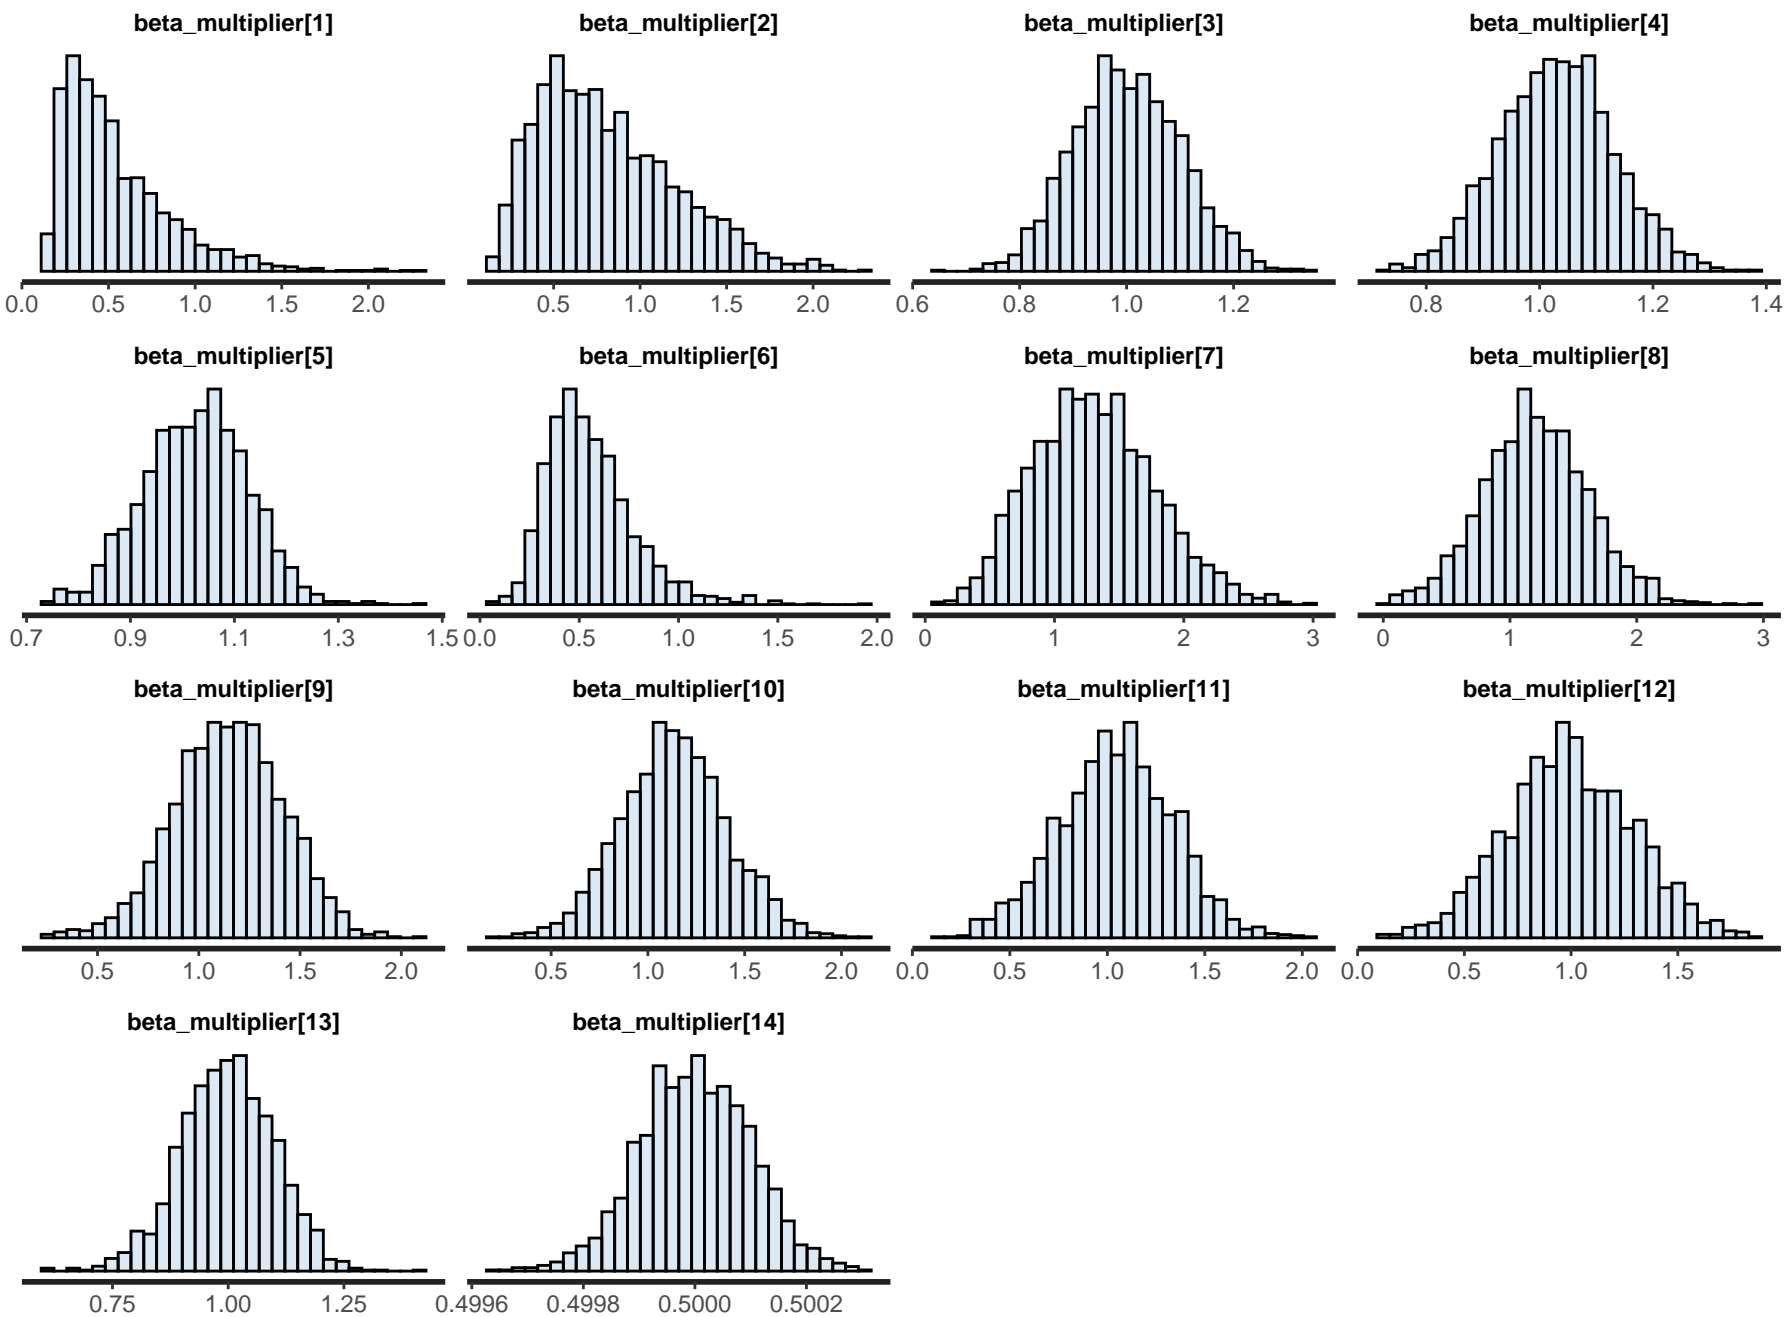 beta_multiplier[1] beta_multiplier[2] beta_multiplier[3] beta_multiplier[4]
0.0 0.5 1.0 1.5 2.0 0.5 1.0 1.5 2.0 0.6 0.8 1.0 1.2 0.8 1.0 1.2 1.4
beta_multiplier[5] beta_multiplier[6] beta_multiplier[7] beta_multiplier[8]
0.7 0.9 1.1 1.3 1.5 0.0 0.5 1.0 1.5 2.0 0 1 2 3 0 1 2 3
beta_multiplier[9] beta_multiplier[10] beta_multiplier[11] beta_multiplier[12]
0.5 1.0 1.5 2.0 0.5 1.0 1.5 2.0 0.0 0.5 1.0 1.5 2.0 0.0 0.5 1.0 1.5
beta_multiplier[13] beta_multiplier[14]
0.75 1.00 1.25 0.4996 0.4998 0.5000 0.5002